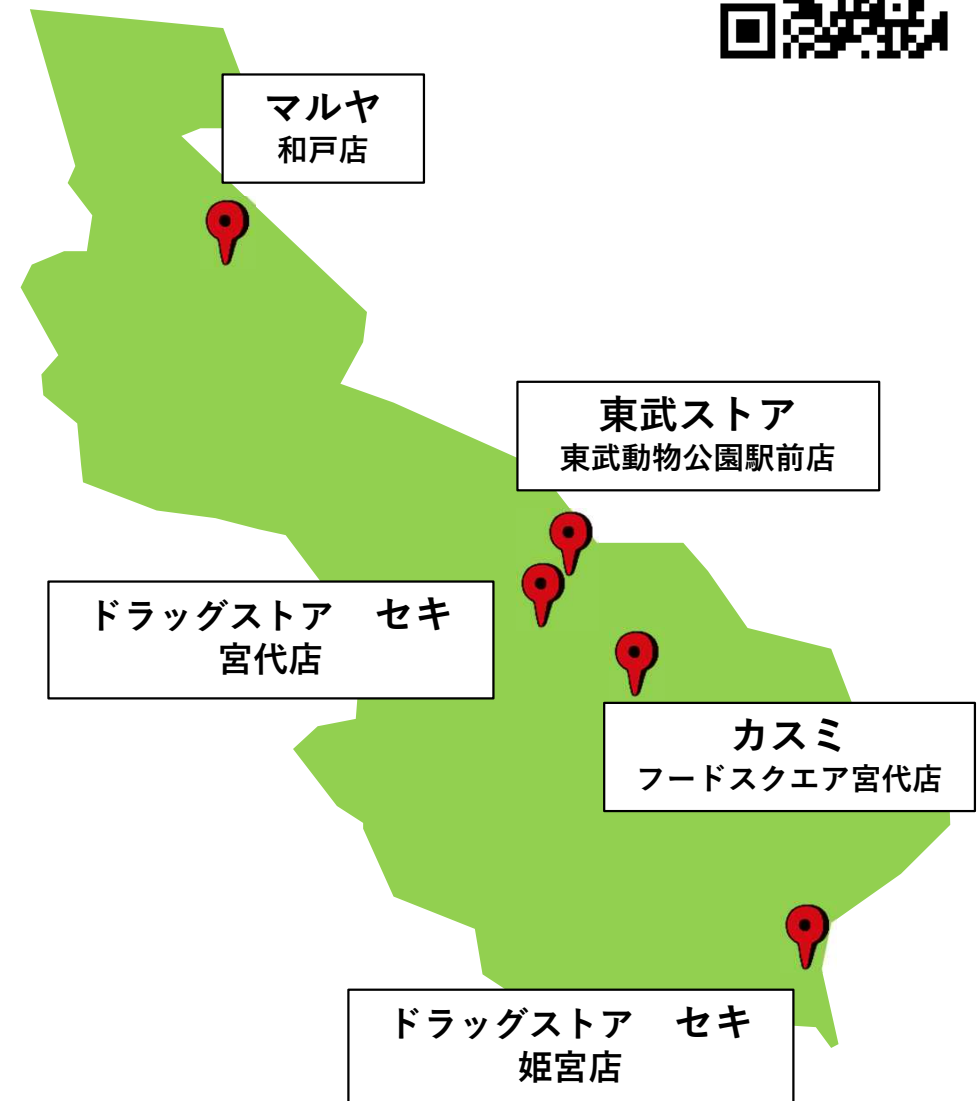 マルヤ
和戸店
東武ストア
東武動物公園駅前店
ドラッグストア　セキ
宮代店
カスミ
フードスクエア宮代店
ドラッグストア　セキ
姫宮店